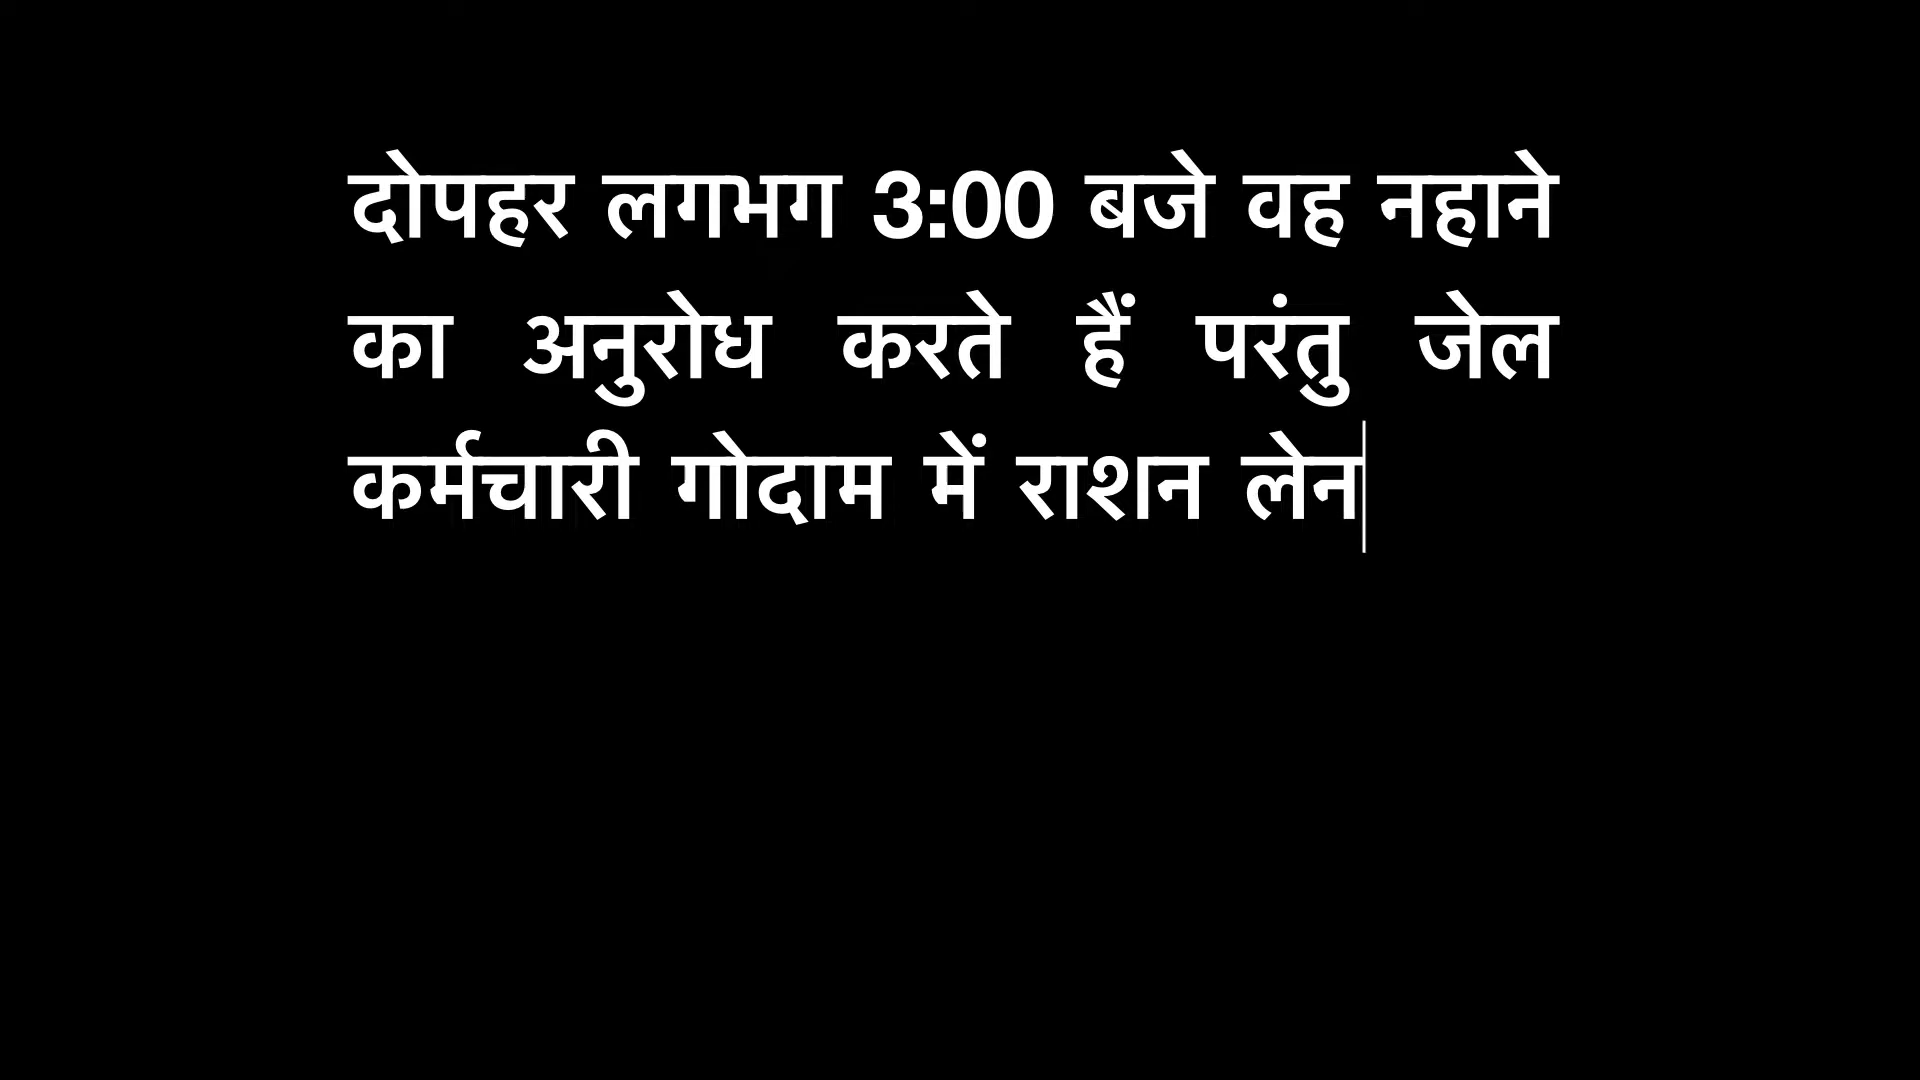 दोपहर लगभग 3:00 बजे वह नहाने
का अनुरोध करते हैं परंतु जेल
कर्मचारी गोदाम में राशन लेन